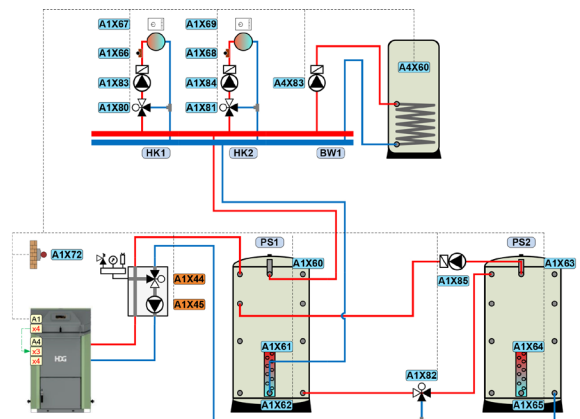 A1X67
A1X69
A1X66
A1X68
A4X60
A1X83
A1X84
A4X83
A1X80
A1X81
HK1
HK2
BW1
PS1
PS2
A1X72
A1X60
A1X63
A1X44
A1X85
A1X45
A1
x4
A4
x3
x4
HDG
A1X61
A1X64
A1X82
A1X62
A1X65